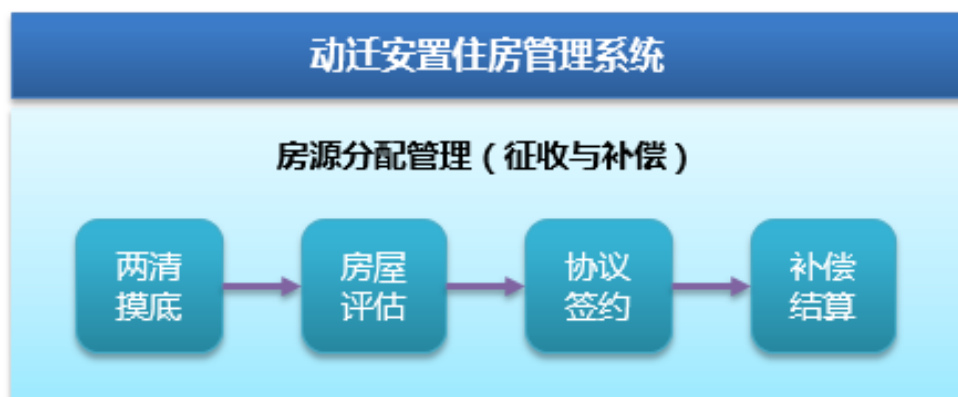 动迁安置住房管理系统
房源分配管理（征收与补偿）
两清
摸底
房屋
评估
协议
签约
补偿
结算